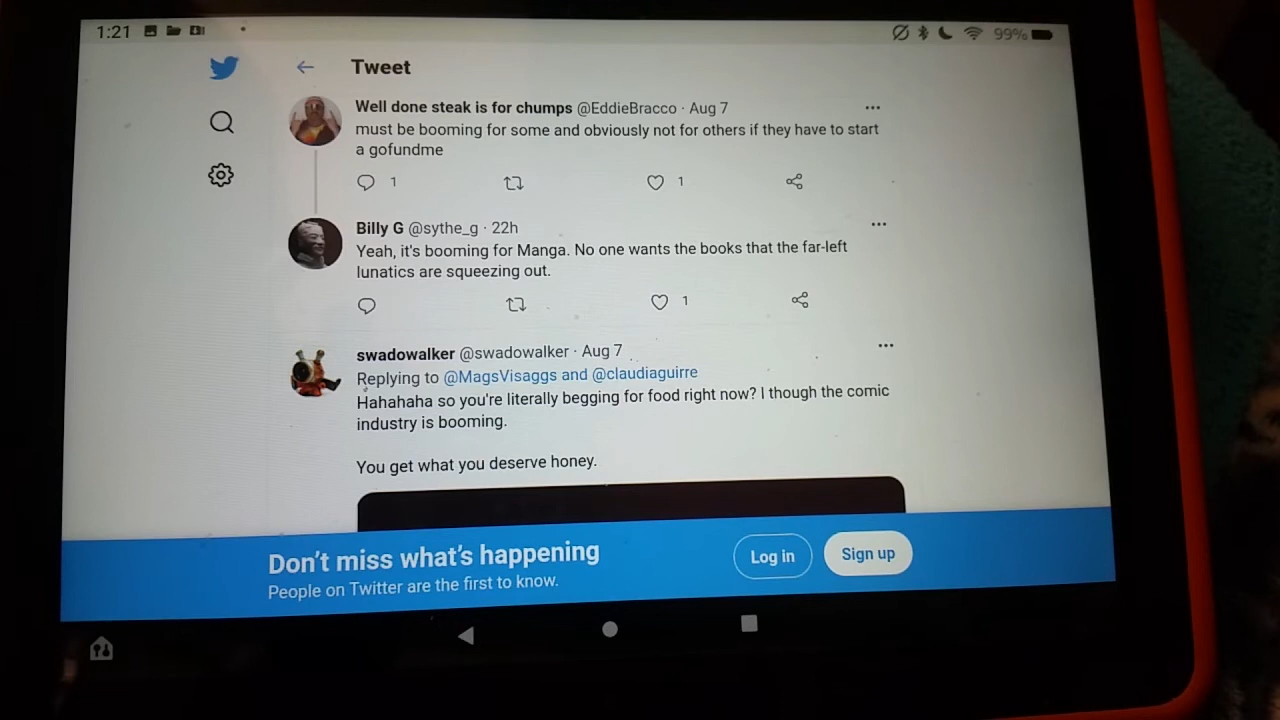 1:21 99%
Tweet
Well done steak is for chumps @EddieBracco · Aug 7
must be booming for some and obviously not for others if they have to start
a gofundme
1 1
Billy G @sythe_g · 22h
Yeah, it's booming for Manga. No one wants the books that the far-left
lunatics are squeezing out.
1
swadowalker @swadowalker · Aug 7
Replying to @MagsVisaggs and @claudiaguirre
Hahahaha so you're literally begging for food right now? I though the comic
industry is booming.
You get what you deserve honey.
Don't miss what's happening
People on Twitter are the first to know.
Log in
Sign up